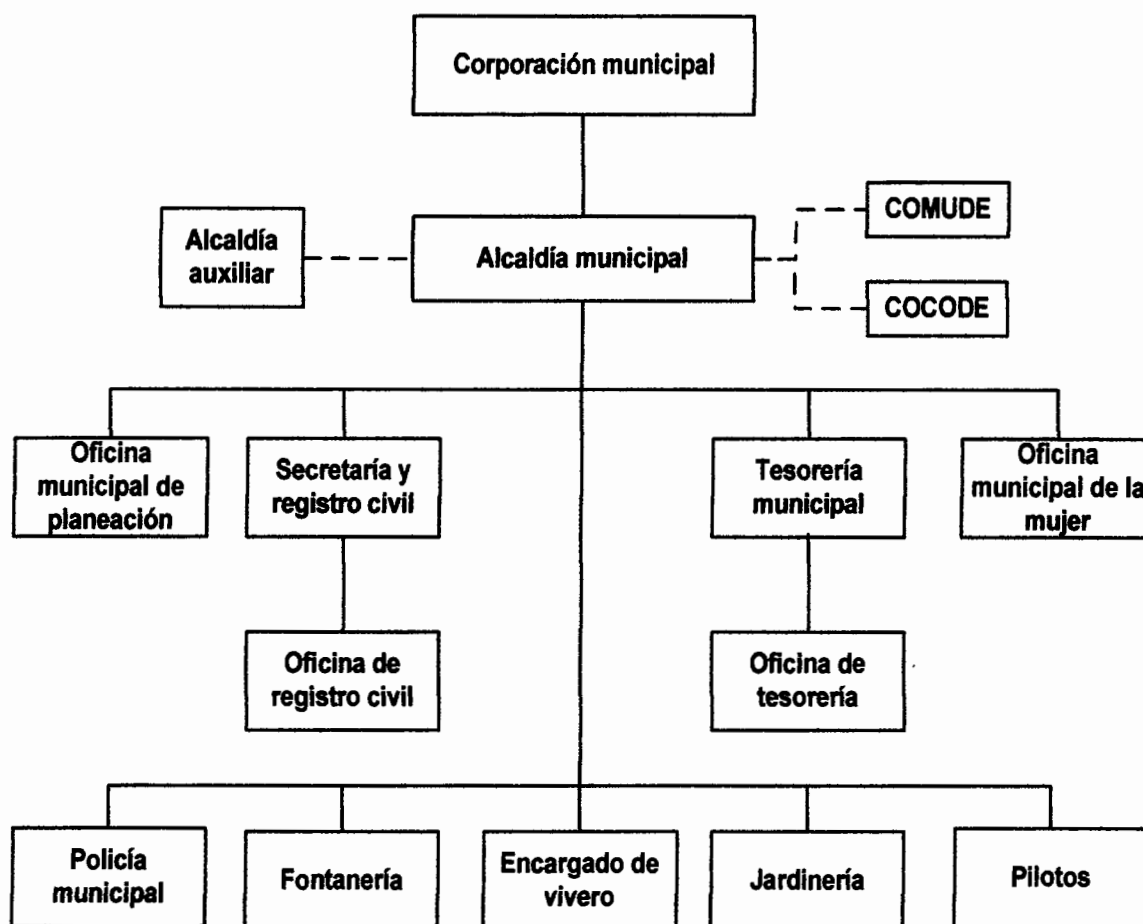 Corporación municipal
COMUDE
Alcaldía
auxiliar
Alcaldía municipal
COCODE
Oficina
municipal de
planeación
Secretaría y
registro civil
Tesorería
municipal
Oficina
municipal de la
mujer
Oficina de
registro civil
Oficina de
tesorería
Policía
municipal
Fontanería
Encargado de
vivero
Jardinería
Pilotos